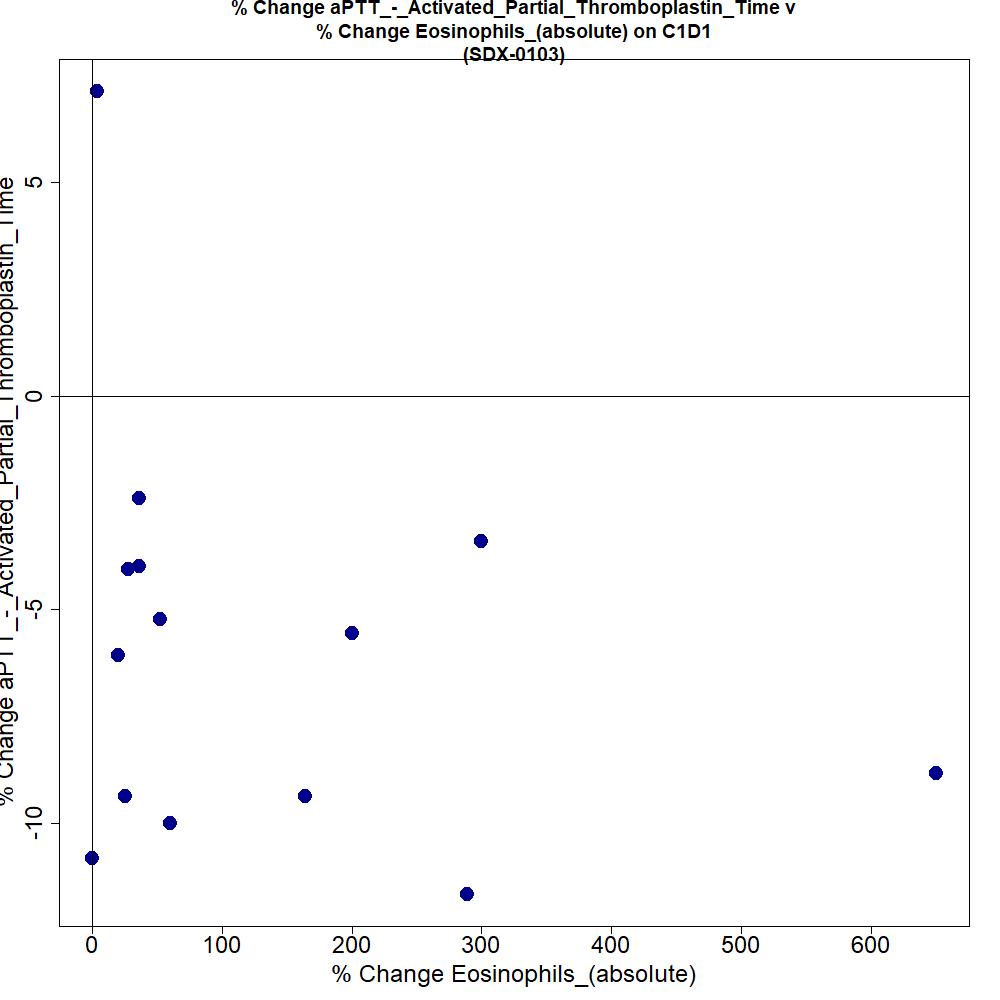 % Change aPTT_-_Activated_Partial_Thromboplastin_Time v
% Change Eosinophils_(absolute) on C1D1
(SDX-0103)
% Change aPTT_-_Activated_Partial_Thromboplastin_Time
5
0
-5
-10
0 100 200 300 400 500 600
% Change Eosinophils_(absolute)